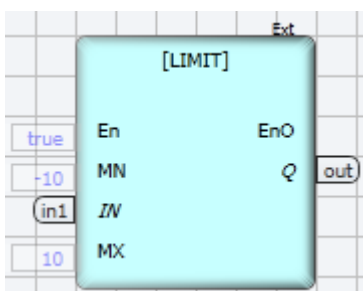 Ext
[LIMIT]
true En EnO
-10 MN Q out
in1 IN
10 MX